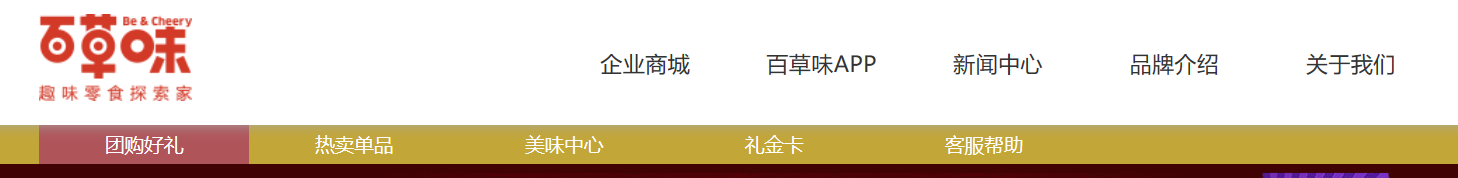 Be & Cheery
百草味
趣味零食探索家
企业商城 百草味APP 新闻中心 品牌介绍 关于我们
团购好礼 热卖单品 美味中心 礼金卡 客服帮助